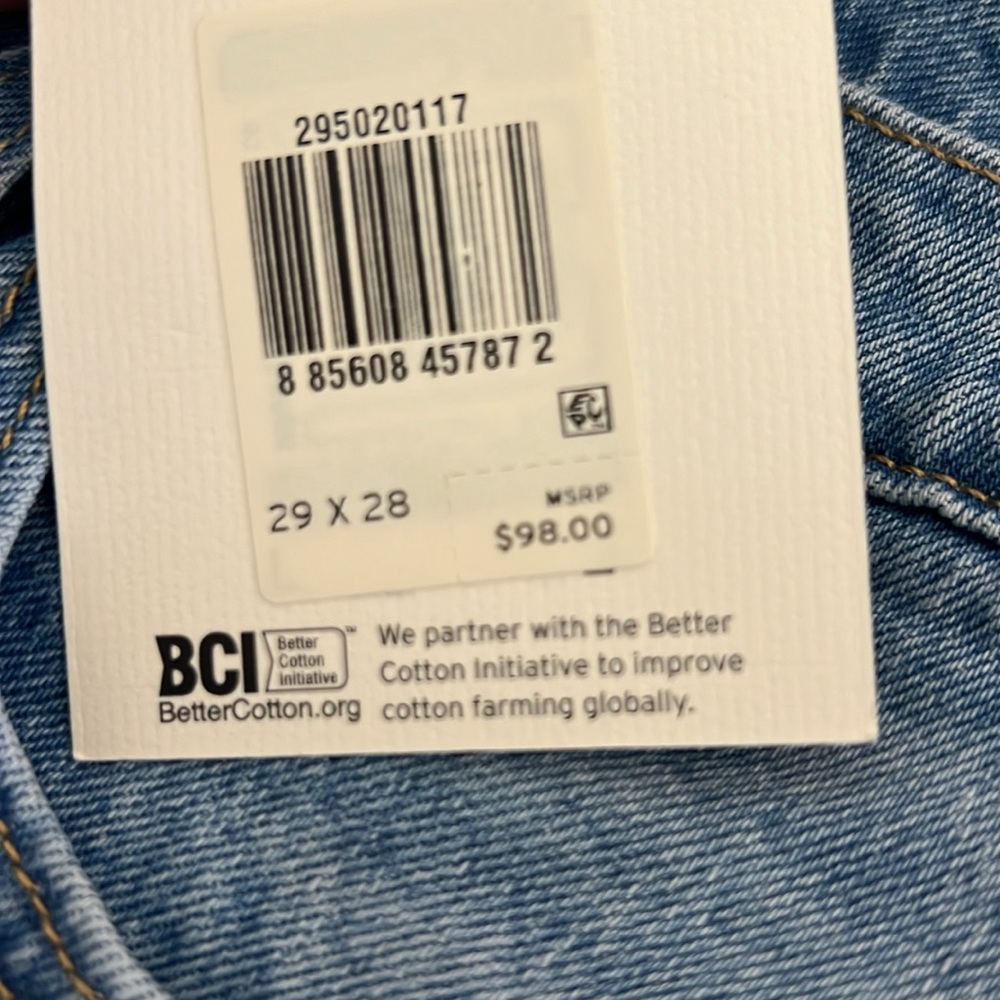 295020117
8 85608 45787 2
29 X 28
MSRP
$98.00
BCI Better Cotton Initiative ™
BetterCotton.org
We partner with the Better
Cotton Initiative to improve
cotton farming globally.